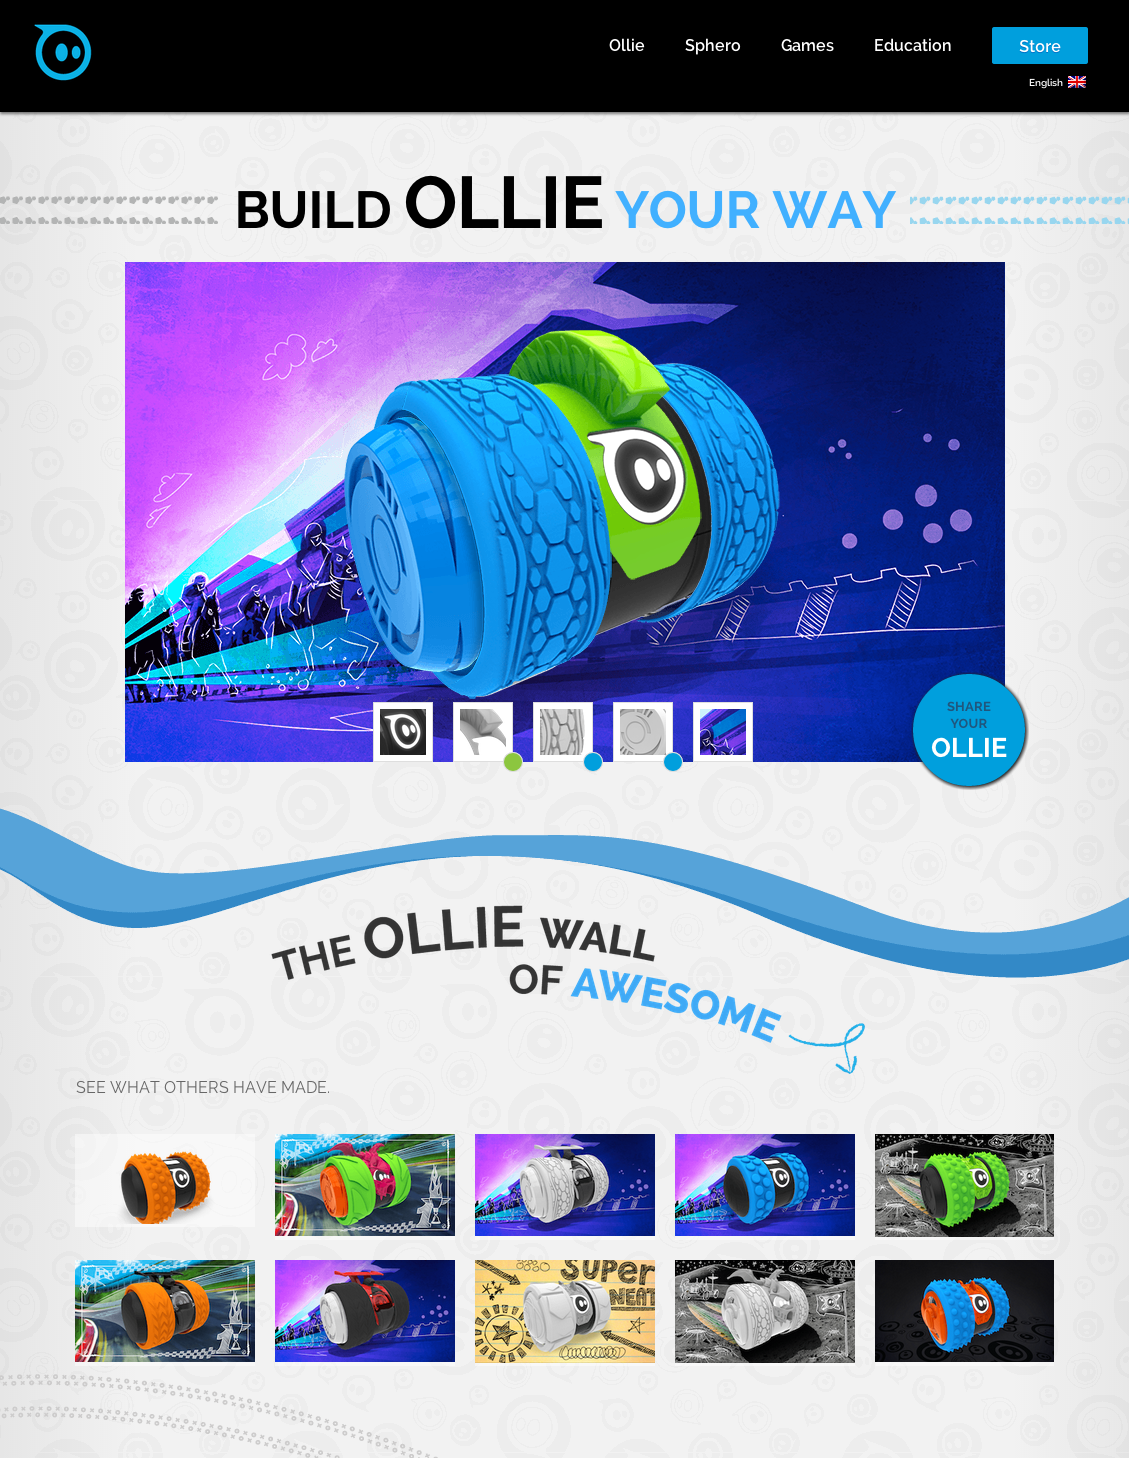 Ollie Sphero Games Education Store
English
BUILD OLLIE YOUR WAY
SHARE
YOUR
OLLIE
THE OLLIE WALL
OF AWESOME
SEE WHAT OTHERS HAVE MADE.
SUPER
NEAT